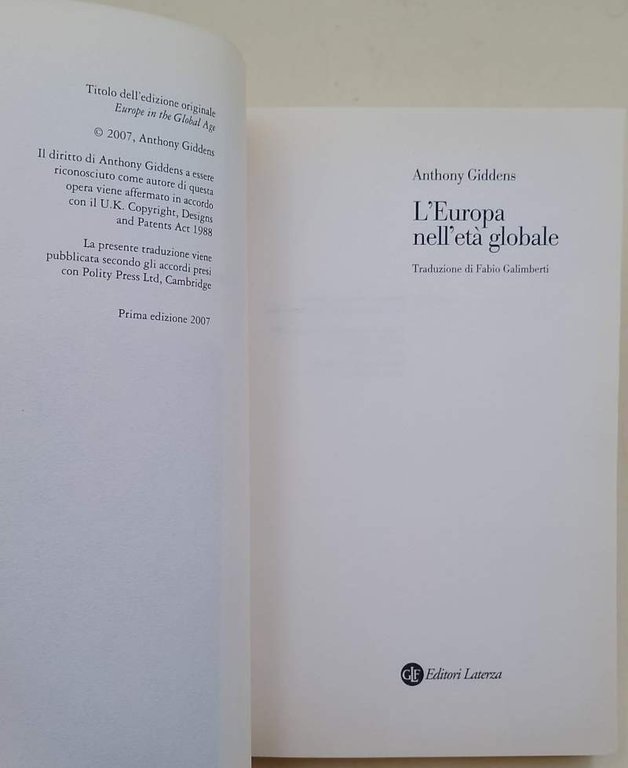 Titolo dell'edizione originale
Europe in the Global Age
© 2007, Anthony Giddens
Il diritto di Anthony Giddens a essere
riconosciuto come autore di questa
opera viene affermato in accordo
con il U.K. Copyright, Designs
and Patents Act 1988
La presente traduzione viene
pubblicata secondo gli accordi presi
con Polity Press Ltd, Cambridge
Prima edizione 2007
Anthony Giddens
L'Europa
nell'età globale
Traduzione di Fabio Galimberti
GLF Editori Laterza